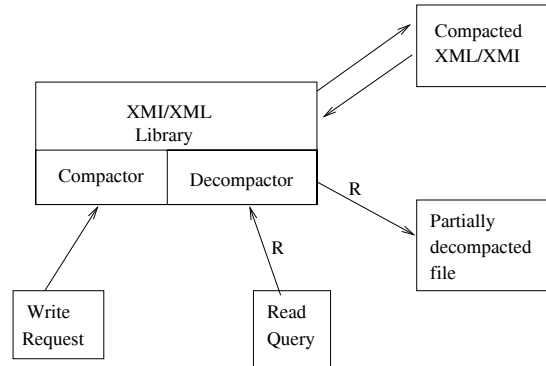 Compacted
XML/XMI
XMI/XML
Library
Compactor
Decompactor
R
Partially
decompacted
file
R
Write
Request
Read
Query